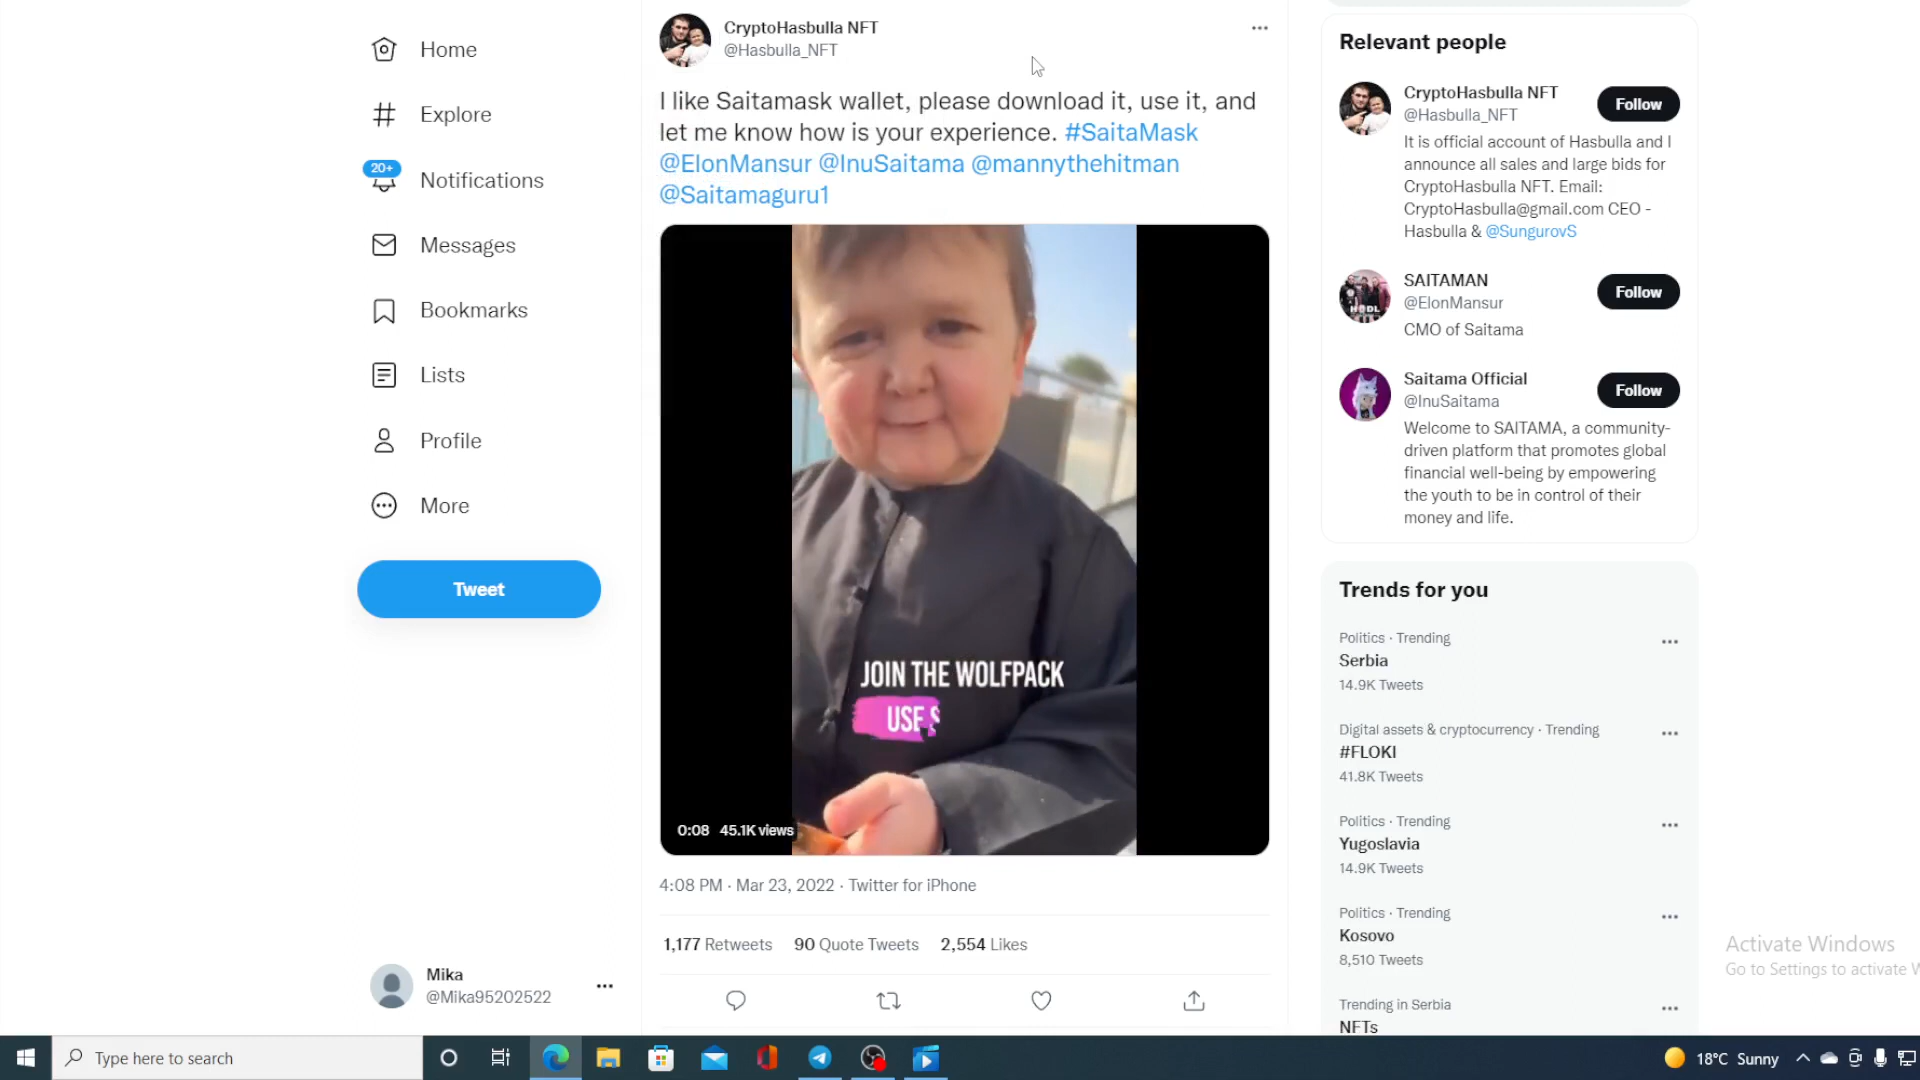 Home
Explore
20+
Notifications
Messages
Bookmarks
Lists
Profile
More
Tweet
Mika
@Mika95202522
CryptoHasbulla NFT
@Hasbulla_NFT
I like Saitamask wallet, please download it, use it, and
let me know how is your experience. #SaitaMask
@ElonMansur @InuSaitama @mannythehitman
@Saitamaguru1
JOIN THE WOLFPACK
USE S
0:08 45.1K views
4:08 PM · Mar 23, 2022 · Twitter for iPhone
1,177 Retweets 90 Quote Tweets 2,554 Likes
Relevant people
CryptoHasbulla NFT
@Hasbulla_NFT
Follow
It is official account of Hasbulla and I
announce all sales and large bids for
CryptoHasbulla NFT. Email:
CryptoHasbulla@gmail.com CEO -
Hasbulla & @SungurovS
SAITAMAN
@ElonMansur
Follow
HODL
CMO of Saitama
Saitama Official
@InuSaitama
Follow
Welcome to SAITAMA, a community-
driven platform that promotes global
financial well-being by empowering
the youth to be in control of their
money and life.
Trends for you
Politics · Trending
Serbia
14.9K Tweets
Digital assets & cryptocurrency · Trending
#FLOKI
41.8K Tweets
Politics · Trending
Yugoslavia
14.9K Tweets
Politics · Trending
Kosovo
8,510 Tweets
Trending in Serbia
NFTs
Activate Windows
Go to Settings to activate W
Type here to search
18°C Sunny